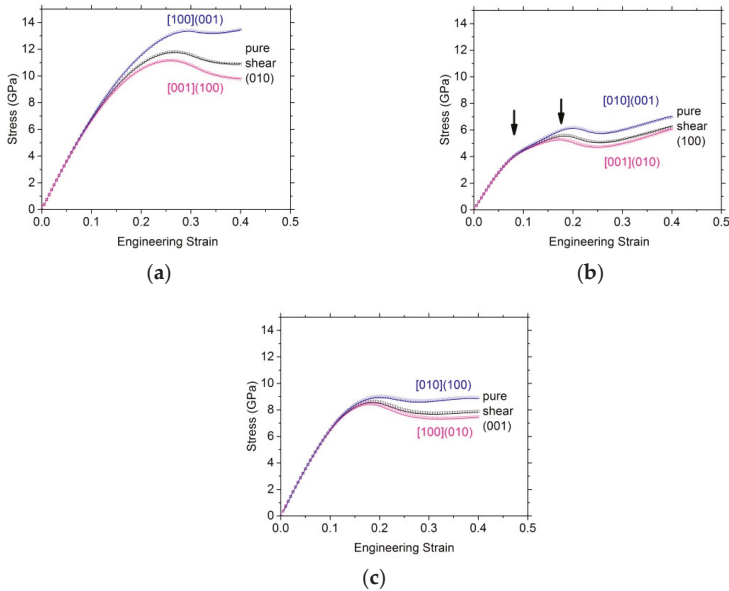 [100](001)
pure
shear
(010)
[001](100)
Stress (GPa)
14
12
10
8
6
4
2
0
0.0 0.1 0.2 0.3 0.4 0.5
Engineering Strain
(a)
[010](001)
pure
shear
(100)
[001](010)
Stress (GPa)
14
12
10
8
6
4
2
0
0.0 0.1 0.2 0.3 0.4 0.5
Engineering Strain
(b)
[010](100)
pure
shear
(001)
[100](010)
Stress (GPa)
14
12
10
8
6
4
2
0
0.0 0.1 0.2 0.3 0.4 0.5
Engineering Strain
(c)